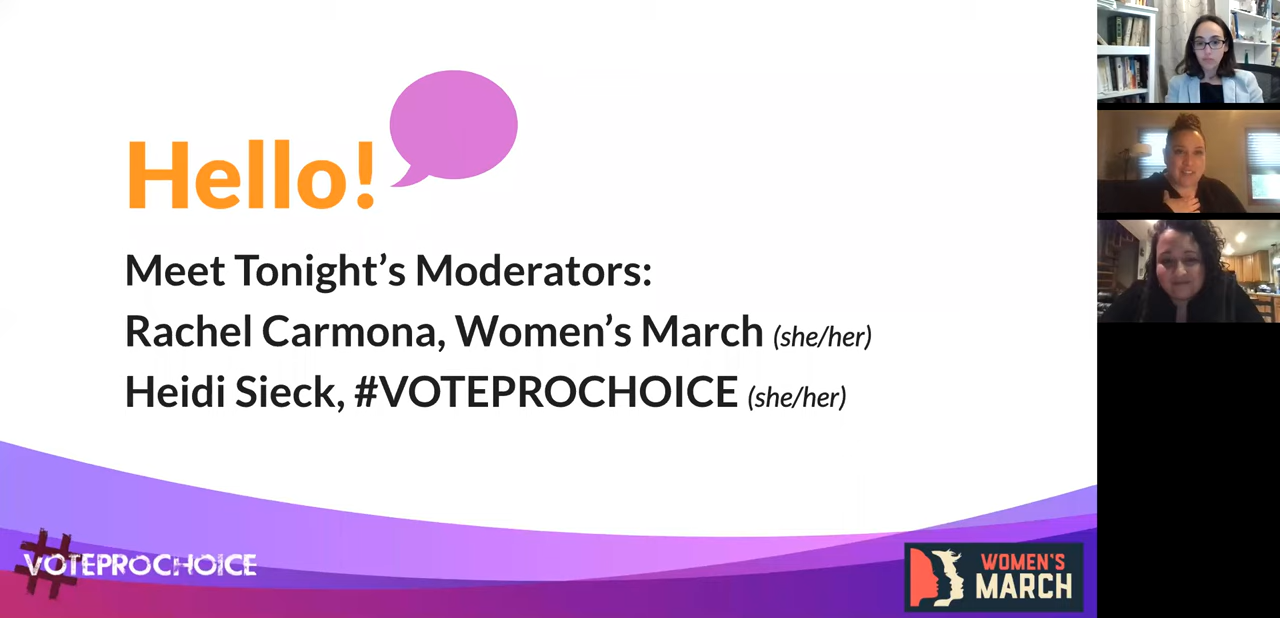 Hello!
Meet Tonight’s Moderators:
Rachel Carmona, Women’s March (she/her)
Heidi Sieck, #VOTEPROCHOICE (she/her)
#VOTEPROCHOICE
WOMEN'S
MARCH